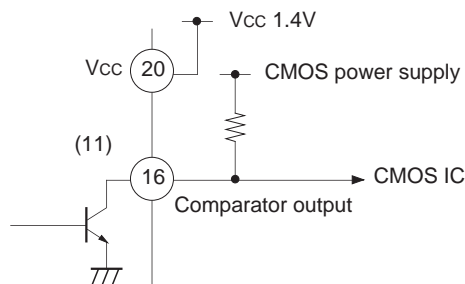 Vcc 1.4V
Vcc 20
CMOS power supply
(11)
16
CMOS IC
Comparator output